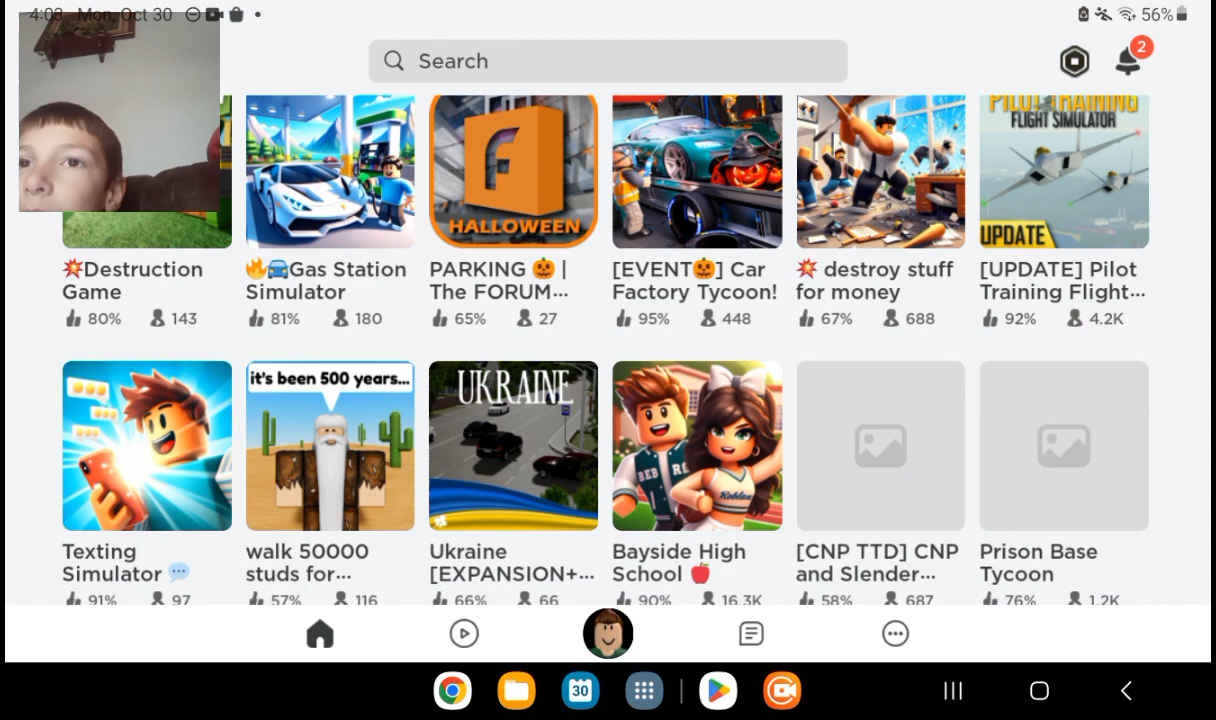 4:03 Mon, Oct 30 56%
Search
2
HALLOWEEN
PILOT TRAINING
FLIGHT SIMULATOR
UPDATE
💥Destruction
Game
80% 143
🔥🚘Gas Station
Simulator
81% 180
PARKING 🎃 |
The FORUM...
65% 27
[EVENT🎃] Car
Factory Tycoon!
95% 448
💥 destroy stuff
for money
67% 688
[UPDATE] Pilot
Training Flight...
92% 4.2K
it's been 500 years...
UKRAINE
Roblox
Texting
Simulator 💬
91% 97
walk 50000
studs for...
57% 116
Ukraine
[EXPANSION+...
66% 66
Bayside High
School 🍎
90% 16.3K
[CNP TTD] CNP
and Slender...
58% 687
Prison Base
Tycoon
76% 1.2K
30